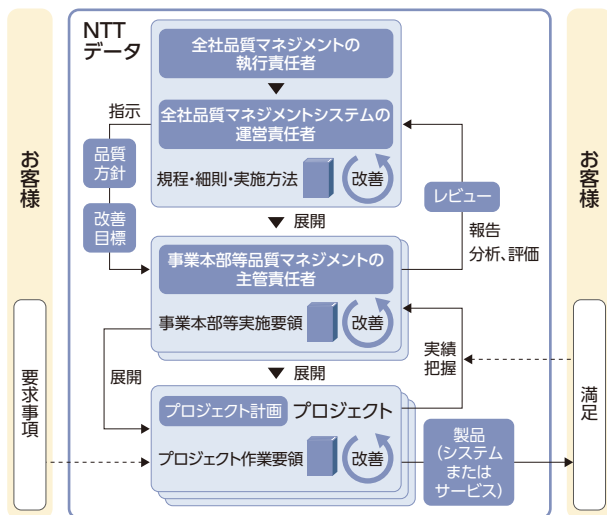 NTT
データ
全社品質マネジメントの
執行責任者
指示
全社品質マネジメントシステムの
運営責任者
品質
方針
規程・細則・実施方法
改善
レビュー
お客様
お客様
改善
目標
展開
報告
分析、評価
事業本部等品質マネジメントの
主管責任者
事業本部等実施要領
改善
実績
把握
展開
展開
要求事項
満足
プロジェクト計画
プロジェクト
プロジェクト作業要領
改善
製品
(システム
または
サービス)